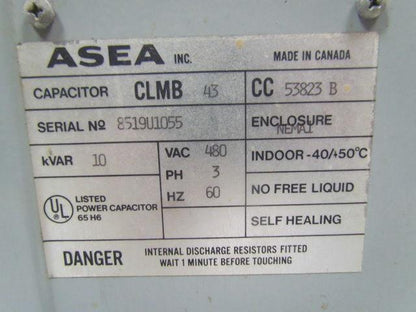 ASEA INC. MADE IN CANADA
CAPACITOR CLMB 43 CC 53823 B
SERIAL Nº 8519U1055 ENCLOSURE NEMA1
kVAR 10 VAC 480 INDOOR -40/+50°C
PH 3
HZ 60 NO FREE LIQUID
UL LISTED
POWER CAPACITOR
65 H6 SELF HEALING
DANGER INTERNAL DISCHARGE RESISTORS FITTED
WAIT 1 MINUTE BEFORE TOUCHING